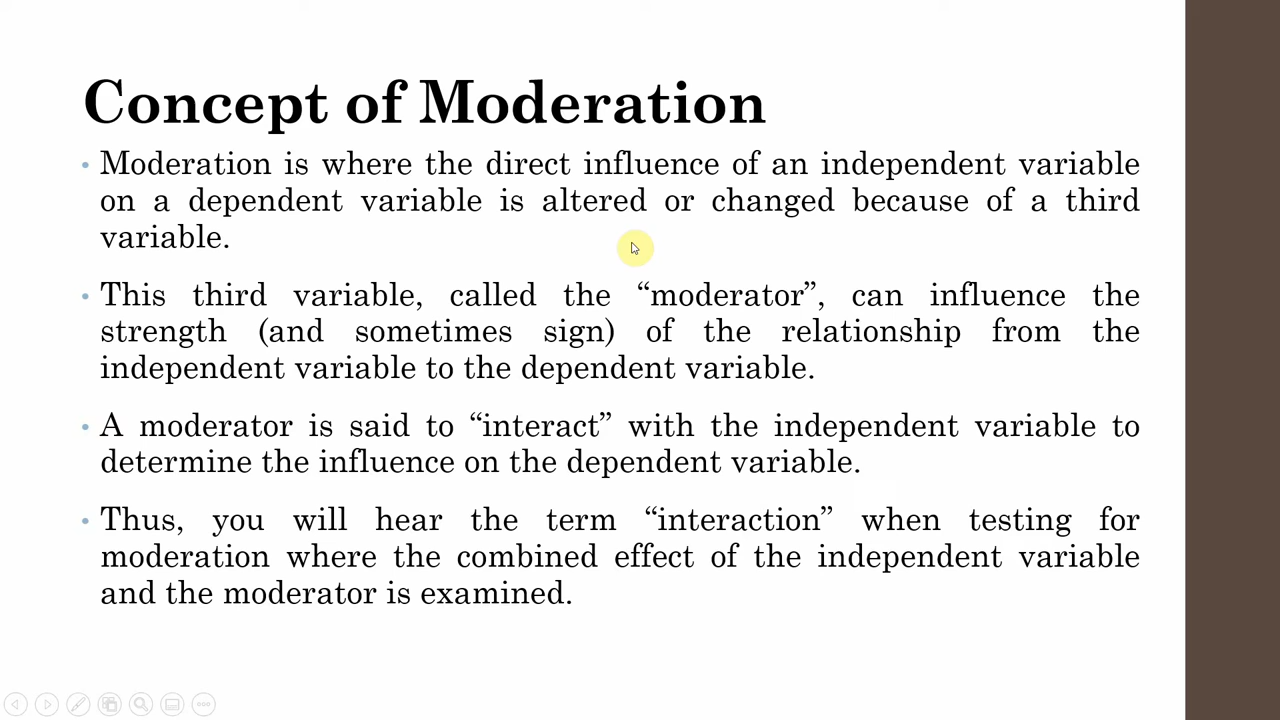 Concept of Moderation
• Moderation is where the direct influence of an independent variable
on a dependent variable is altered or changed because of a third
variable.
• This third variable, called the “moderator”, can influence the
strength (and sometimes sign) of the relationship from the
independent variable to the dependent variable.
• A moderator is said to “interact” with the independent variable to
determine the influence on the dependent variable.
• Thus, you will hear the term “interaction” when testing for
moderation where the combined effect of the independent variable
and the moderator is examined.